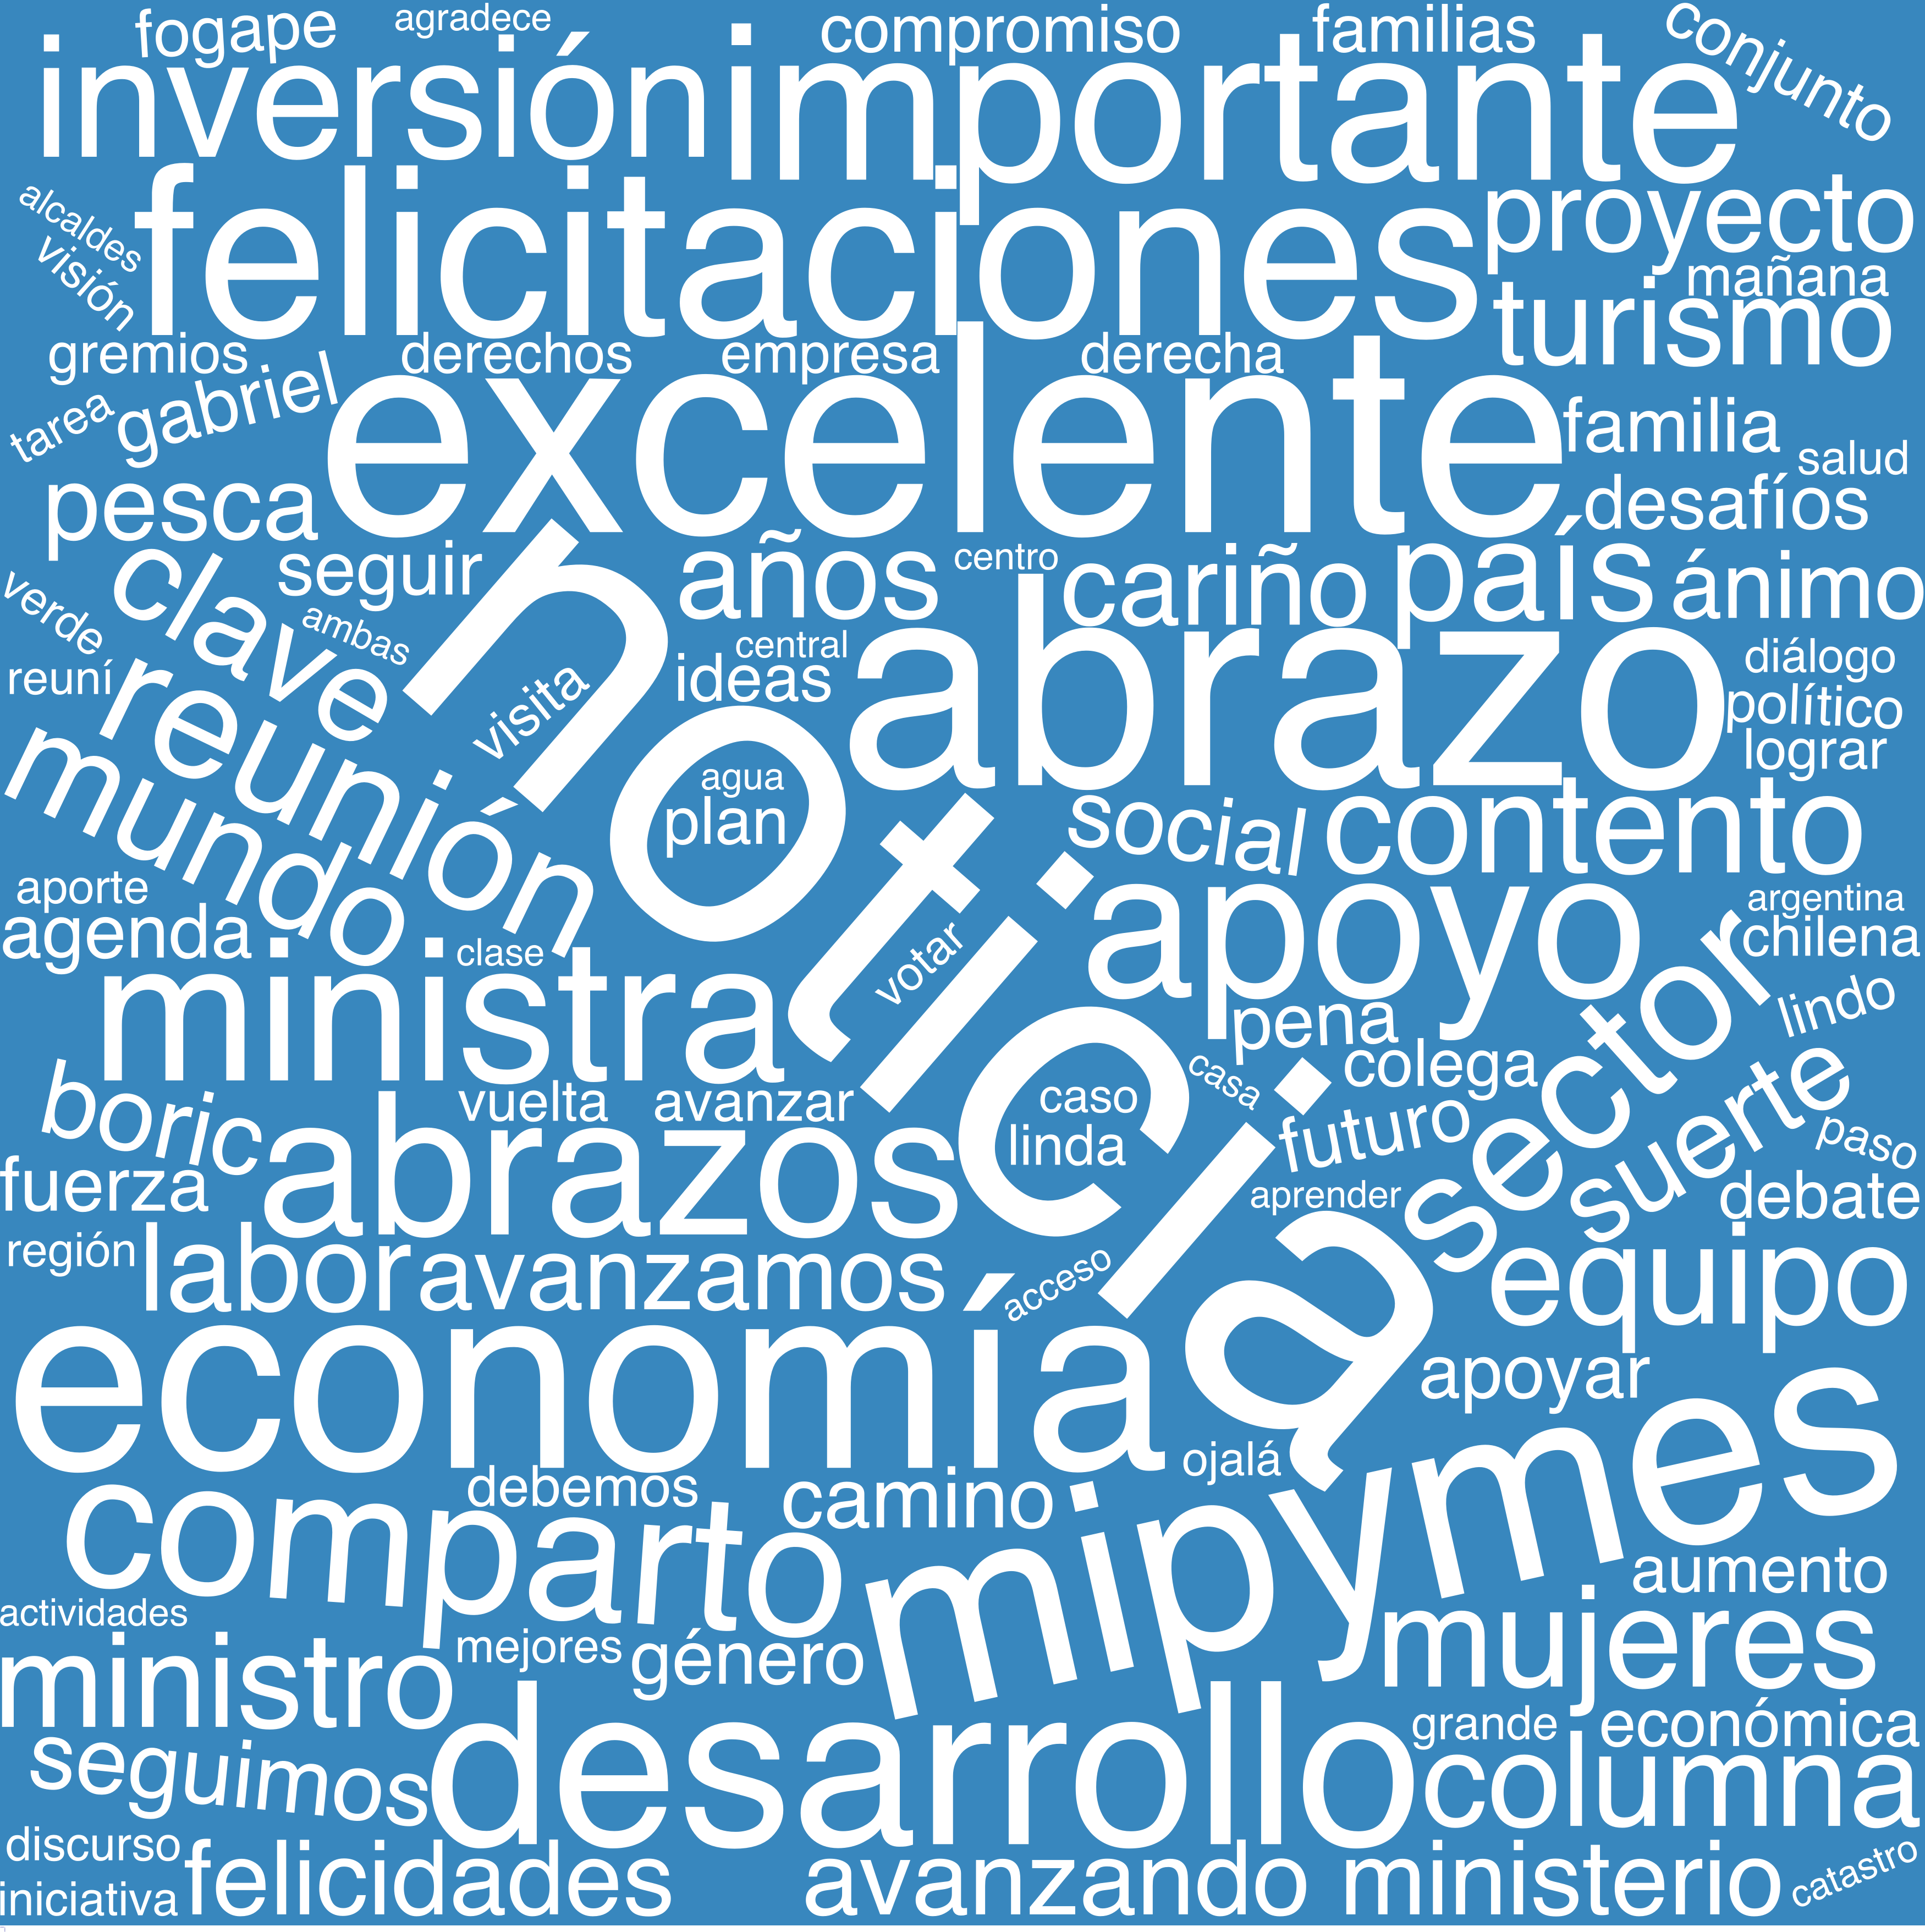 fogape
agradece
compromiso
familias
conjunto
inversión
importante
alcaldes
visión
felicitaciones
proyecto
mañana
turismo
gremios
derechos
empresa
derecha
tarea
gabriel
excelente
familia
salud
desafíos
pesca
clave
seguir
años
centro
cariño
país
ánimo
verde
ambas
reuní
noticia
visita
central
ideas
abrazo
diálogo
político
lograr
reunión
mundo
agua
plan
social
contento
aporte
agenda
clase
votar
apoyo
argentina
chilena
ministra
pena
lindo
sector
colega
casa
caso
linda
boric
vuelta
avanzar
futuro
suerte
paso
fuerza
abrazos
aprender
debate
región
labor
avanzamos
acceso
equipo
economía
apoyar
mipymes
ojalá
debemos
camino
comparto
aumento
actividades
ministro
mejores
género
mujeres
seguimos
desarrollo
grande
económica
columna
discurso
iniciativa
felicidades
avanzando
ministerio
catastro